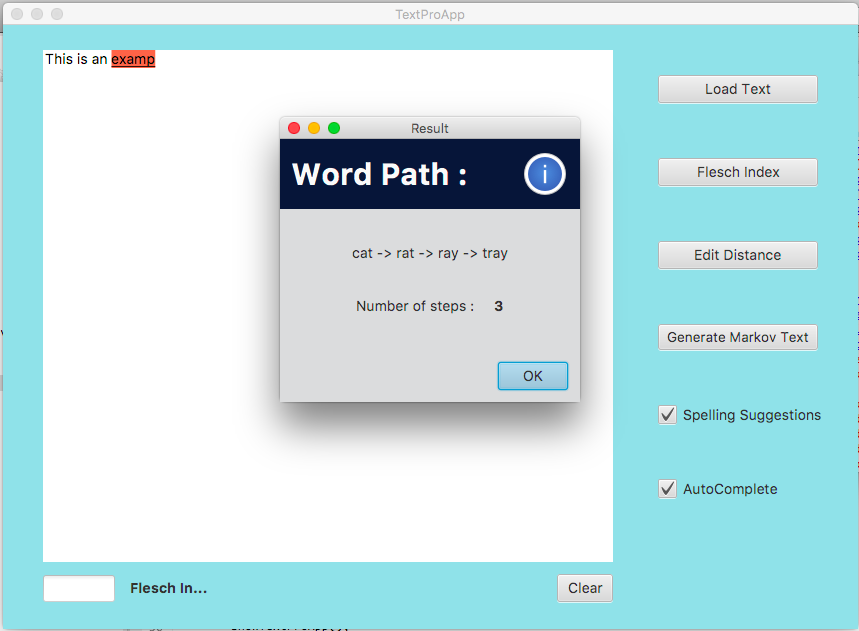 TextProApp
This is an examp
Load Text
Result
Word Path :
i
Flesch Index
cat -> rat -> ray -> tray
Edit Distance
Number of steps : 3
Generate Markov Text
OK
Spelling Suggestions
AutoComplete
Flesch In...
Clear